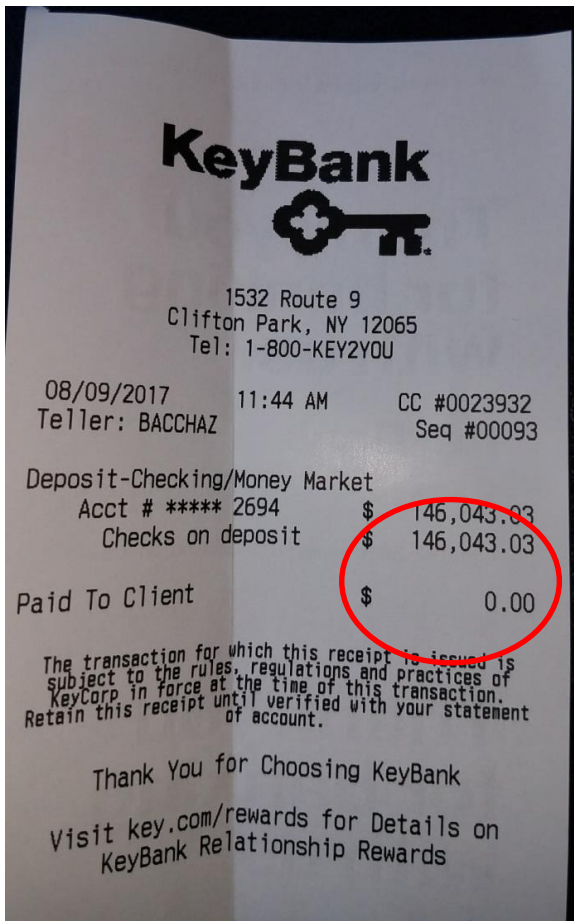 KeyBank
1532 Route 9
Clifton Park, NY 12065
Tel: 1-800-KEY2YOU
08/09/2017 11:44 AM CC #0023932
Teller: BACCHAZ Seq #00093
Deposit-Checking/Money Market
Acct # ***** 2694 $ 146,043.03
Checks on deposit $ 146,043.03
Paid To Client $ 0.00
The transaction for which this receipt is issued is
subject to the rules, regulations and practices of
KeyCorp in force at the time of this transaction.
Retain this receipt until verified with your statement
of account.
Thank You for Choosing KeyBank
Visit key.com/rewards for Details on
KeyBank Relationship Rewards